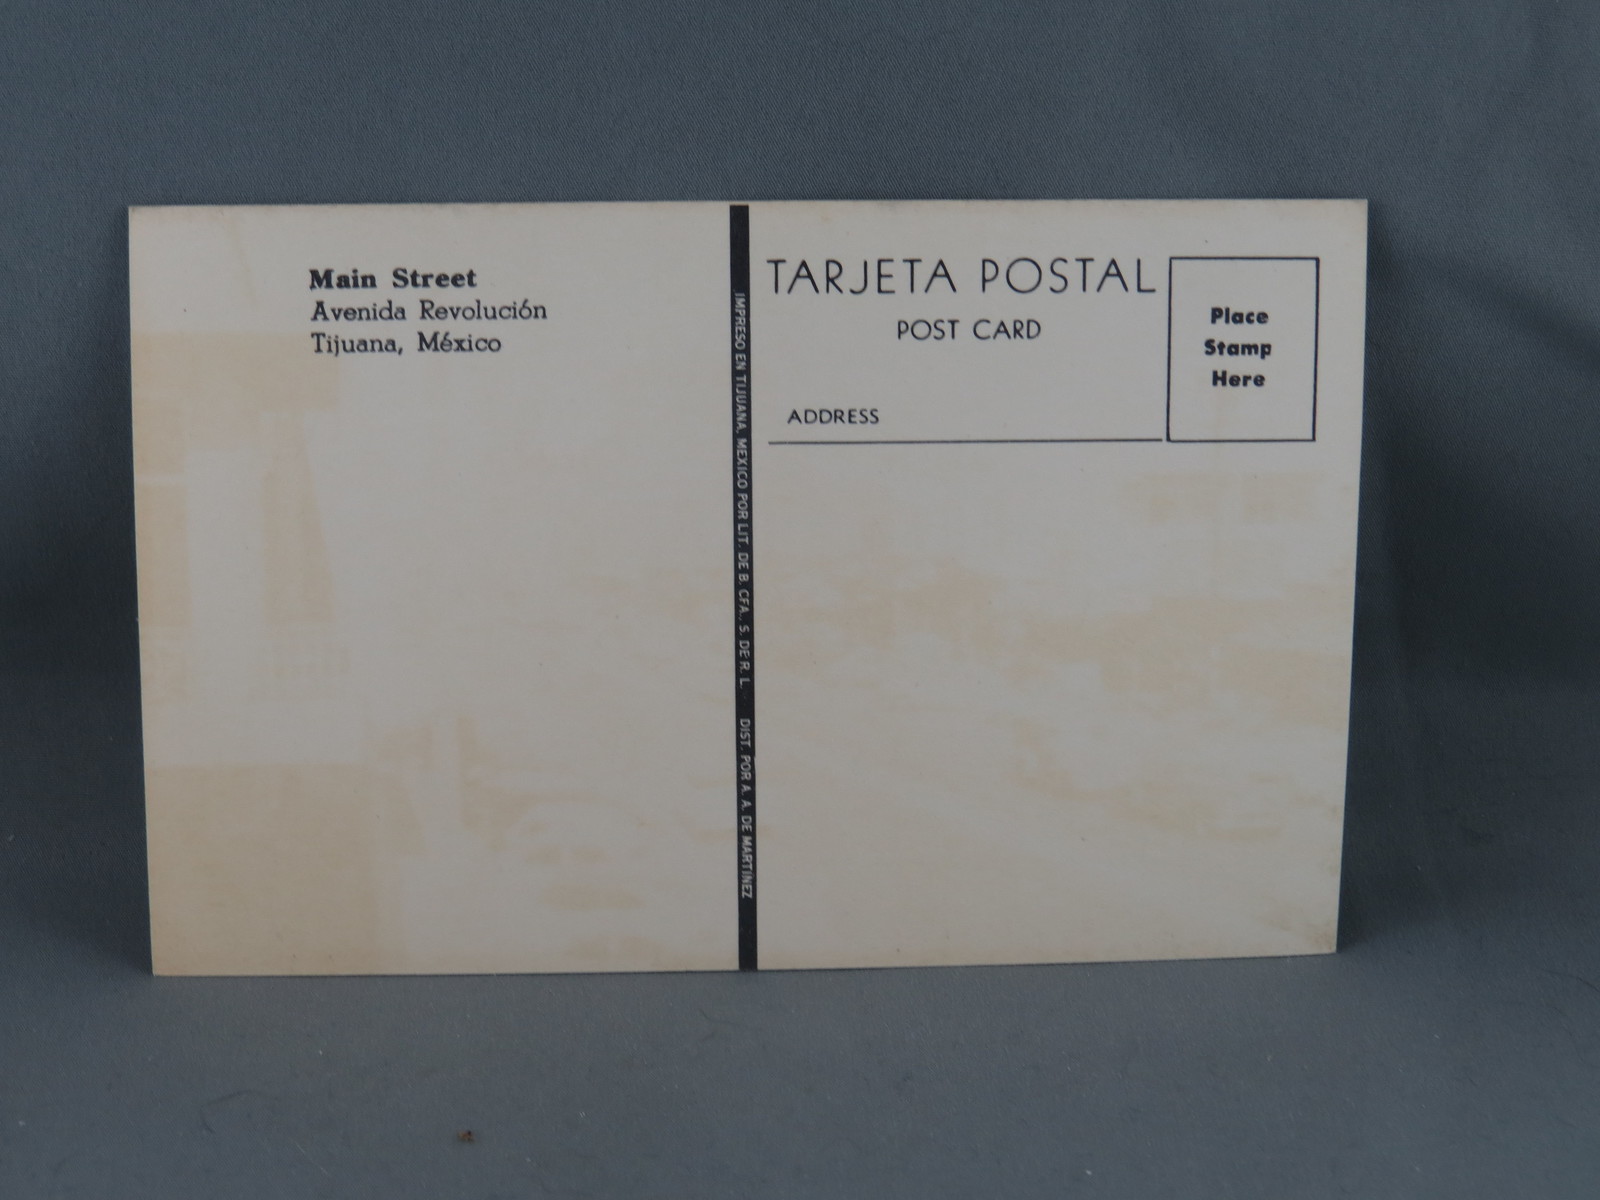 Main Street
Avenida Revolución
Tijuana, México
IMPRESO EN TIJUANA, MEXICO POR LIT. DE B. CFA., S. DE R. L. DIST. POR A. A. DE MARTINEZ
TARJETA POSTAL
POST CARD
ADDRESS
Place
Stamp
Here